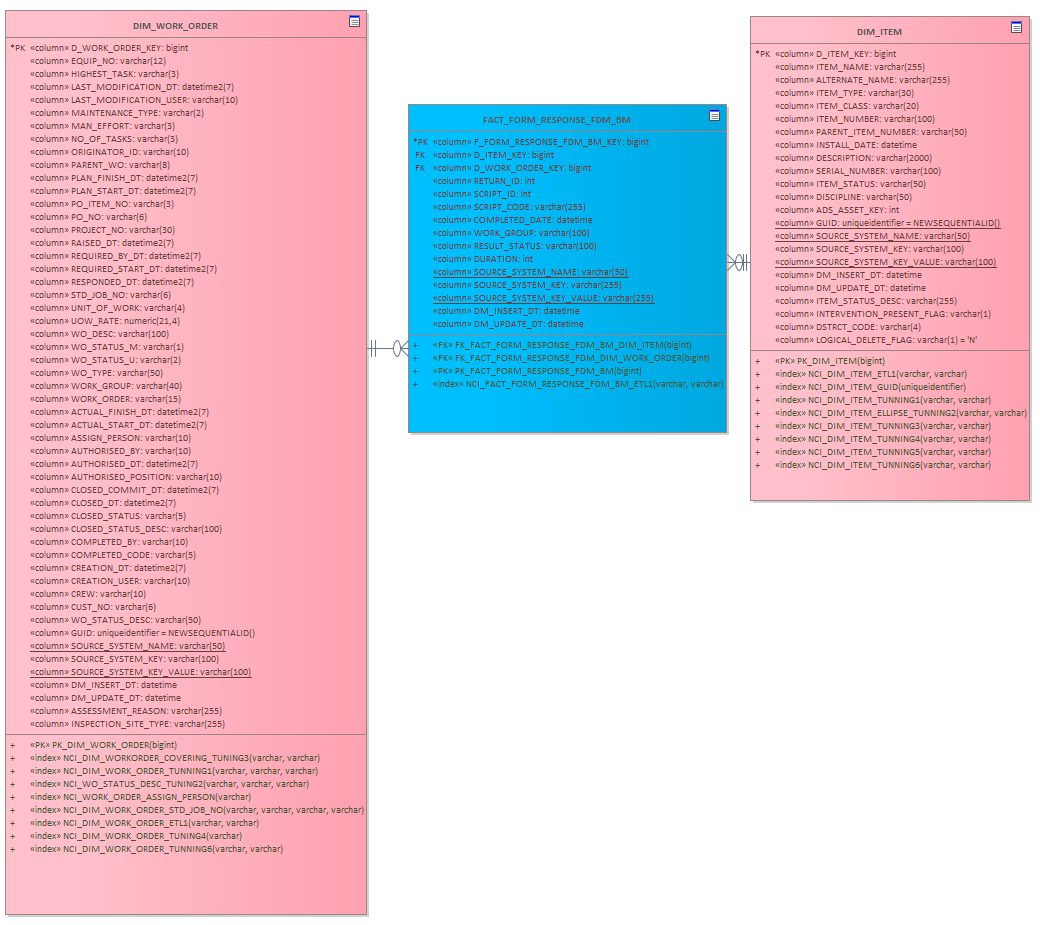 DIM_WORK_ORDER
*PK «column» D_WORK_ORDER_KEY: bigint
«column» EQUIP_NO: varchar(12)
«column» HIGHEST_TASK: varchar(3)
«column» LAST_MODIFICATION_DT: datetime2(7)
«column» LAST_MODIFICATION_USER: varchar(10)
«column» MAINTENANCE_TYPE: varchar(2)
«column» MAN_EFFORT: varchar(3)
«column» NO_OF_TASKS: varchar(3)
«column» ORIGINATOR_ID: varchar(10)
«column» PARENT_WO: varchar(8)
«column» PLAN_FINISH_DT: datetime2(7)
«column» PLAN_START_DT: datetime2(7)
«column» PO_ITEM_NO: varchar(3)
«column» PO_NO: varchar(6)
«column» PROJECT_NO: varchar(30)
«column» RAISED_DT: datetime2(7)
«column» REQUIRED_BY_DT: datetime2(7)
«column» REQUIRED_START_DT: datetime2(7)
«column» RESPONDED_DT: datetime2(7)
«column» STD_JOB_NO: varchar(6)
«column» UNIT_OF_WORK: varchar(4)
«column» UOW_RATE: numeric(21,4)
«column» WO_DESC: varchar(100)
«column» WO_STATUS_M: varchar(1)
«column» WO_STATUS_U: varchar(2)
«column» WO_TYPE: varchar(50)
«column» WORK_GROUP: varchar(40)
«column» WORK_ORDER: varchar(15)
«column» ACTUAL_FINISH_DT: datetime2(7)
«column» ACTUAL_START_DT: datetime2(7)
«column» ASSIGN_PERSON: varchar(10)
«column» AUTHORISED_BY: varchar(10)
«column» AUTHORISED_DT: datetime2(7)
«column» AUTHORISED_POSITION: varchar(10)
«column» CLOSED_COMMIT_DT: datetime2(7)
«column» CLOSED_DT: datetime2(7)
«column» CLOSED_STATUS: varchar(5)
«column» CLOSED_STATUS_DESC: varchar(100)
«column» COMPLETED_BY: varchar(10)
«column» COMPLETED_CODE: varchar(5)
«column» CREATION_DT: datetime2(7)
«column» CREATION_USER: varchar(10)
«column» CREW: varchar(10)
«column» CUST_NO: varchar(6)
«column» WO_STATUS_DESC: varchar(50)
«column» GUID: uniqueidentifier = NEWSEQUENTIALID()
«column» SOURCE_SYSTEM_NAME: varchar(50)
«column» SOURCE_SYSTEM_KEY: varchar(100)
«column» SOURCE_SYSTEM_KEY_VALUE: varchar(100)
«column» DM_INSERT_DT: datetime
«column» DM_UPDATE_DT: datetime
«column» ASSESSMENT_REASON: varchar(255)
«column» INSPECTION_SITE_TYPE: varchar(255)
+ «PK» PK_DIM_WORK_ORDER(bigint)
+ «index» NCI_DIM_WORKORDER_COVERING_TUNING3(varchar, varchar)
+ «index» NCI_DIM_WORK_ORDER_TUNNING1(varchar, varchar, varchar)
+ «index» NCI_WO_STATUS_DESC_TUNING2(varchar, varchar, varchar)
+ «index» NCI_WORK_ORDER_ASSIGN_PERSON(varchar)
+ «index» NCI_DIM_WORK_ORDER_STD_JOB_NO(varchar, varchar, varchar, varchar)
+ «index» NCI_DIM_WORK_ORDER_ETL1(varchar, varchar)
+ «index» NCI_DIM_WORK_ORDER_TUNING4(varchar)
+ «index» NCI_DIM_WORK_ORDER_TUNNING6(varchar, varchar)
FACT_FORM_RESPONSE_FDM_BM
*PK «column» F_FORM_RESPONSE_FDM_BM_KEY: bigint
FK «column» D_ITEM_KEY: bigint
FK «column» D_WORK_ORDER_KEY: bigint
«column» RETURN_ID: int
«column» SCRIPT_ID: int
«column» SCRIPT_CODE: varchar(255)
«column» COMPLETED_DATE: datetime
«column» WORK_GROUP: varchar(100)
«column» RESULT_STATUS: varchar(100)
«column» DURATION: int
«column» SOURCE_SYSTEM_NAME: varchar(50)
«column» SOURCE_SYSTEM_KEY: varchar(255)
«column» SOURCE_SYSTEM_KEY_VALUE: varchar(255)
«column» DM_INSERT_DT: datetime
«column» DM_UPDATE_DT: datetime
+ «FK» FK_FACT_FORM_RESPONSE_FDM_BM_DIM_ITEM(bigint)
+ «FK» FK_FACT_FORM_RESPONSE_FDM_DIM_WORK_ORDER(bigint)
+ «PK» PK_FACT_FORM_RESPONSE_FDM_BM(bigint)
+ «index» NCI_FACT_FORM_RESPONSE_FDM_BM_ETL1(varchar, varchar)
DIM_ITEM
*PK «column» D_ITEM_KEY: bigint
«column» ITEM_NAME: varchar(255)
«column» ALTERNATE_NAME: varchar(255)
«column» ITEM_TYPE: varchar(30)
«column» ITEM_CLASS: varchar(20)
«column» ITEM_NUMBER: varchar(100)
«column» PARENT_ITEM_NUMBER: varchar(50)
«column» INSTALL_DATE: datetime
«column» DESCRIPTION: varchar(2000)
«column» SERIAL_NUMBER: varchar(100)
«column» ITEM_STATUS: varchar(50)
«column» DISCIPLINE: varchar(50)
«column» ADS_ASSET_KEY: int
«column» GUID: uniqueidentifier = NEWSEQUENTIALID()
«column» SOURCE_SYSTEM_NAME: varchar(50)
«column» SOURCE_SYSTEM_KEY: varchar(100)
«column» SOURCE_SYSTEM_KEY_VALUE: varchar(100)
«column» DM_INSERT_DT: datetime
«column» DM_UPDATE_DT: datetime
«column» ITEM_STATUS_DESC: varchar(255)
«column» INTERVENTION_PRESENT_FLAG: varchar(1)
«column» DSTRCT_CODE: varchar(4)
«column» LOGICAL_DELETE_FLAG: varchar(1) = 'N'
+ «PK» PK_DIM_ITEM(bigint)
+ «index» NCI_DIM_ITEM_ETL1(varchar, varchar)
+ «index» NCI_DIM_ITEM_GUID(uniqueidentifier)
+ «index» NCI_DIM_ITEM_TUNNING1(varchar, varchar)
+ «index» NCI_DIM_ITEM_ELLIPSE_TUNNING2(varchar, varchar)
+ «index» NCI_DIM_ITEM_TUNNING3(varchar, varchar)
+ «index» NCI_DIM_ITEM_TUNNING4(varchar, varchar)
+ «index» NCI_DIM_ITEM_TUNNING5(varchar, varchar)
+ «index» NCI_DIM_ITEM_TUNNING6(varchar, varchar)